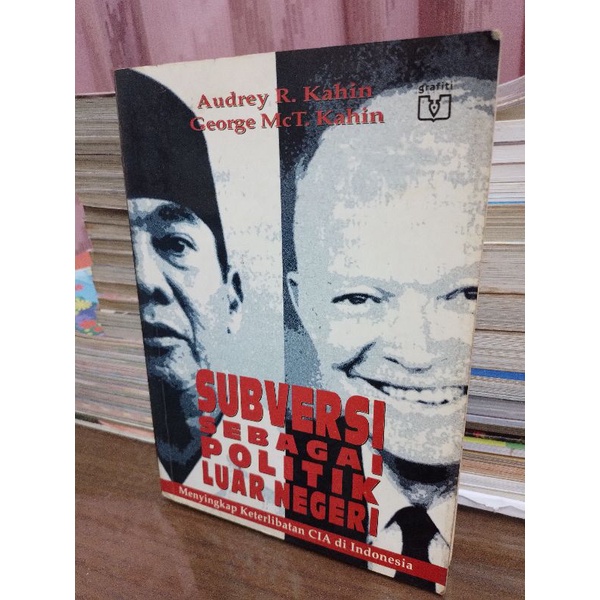 Audrey R. Kahin
George McT. Kahin
grafiti
SUBVERSI
SEBAGAI
POLITIK
LUAR NEGERI
Menyingkap Keterlibatan CIA di Indonesia